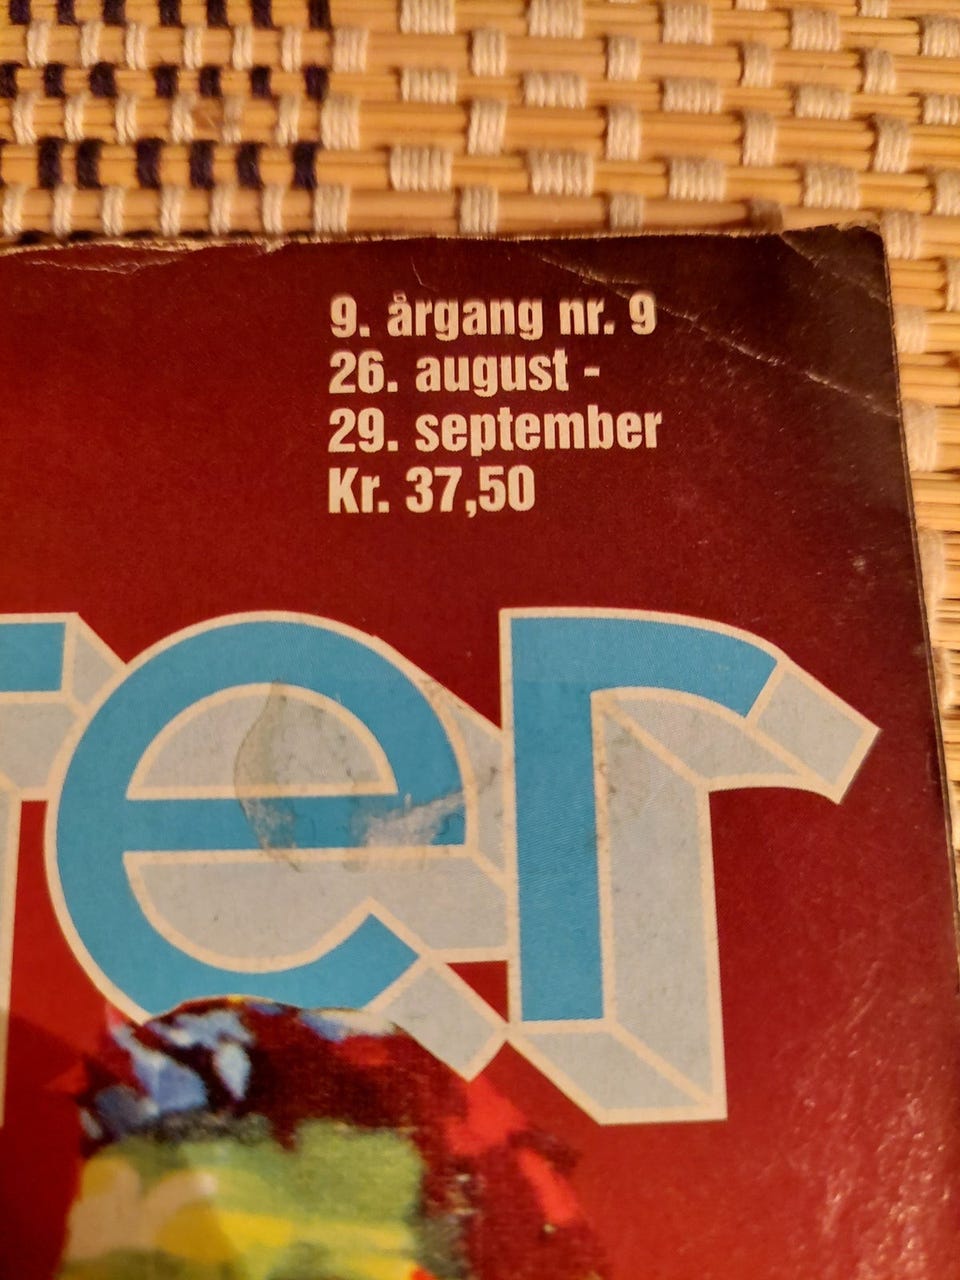 9. årgang nr. 9
26. august -
29. september
Kr. 37,50
er